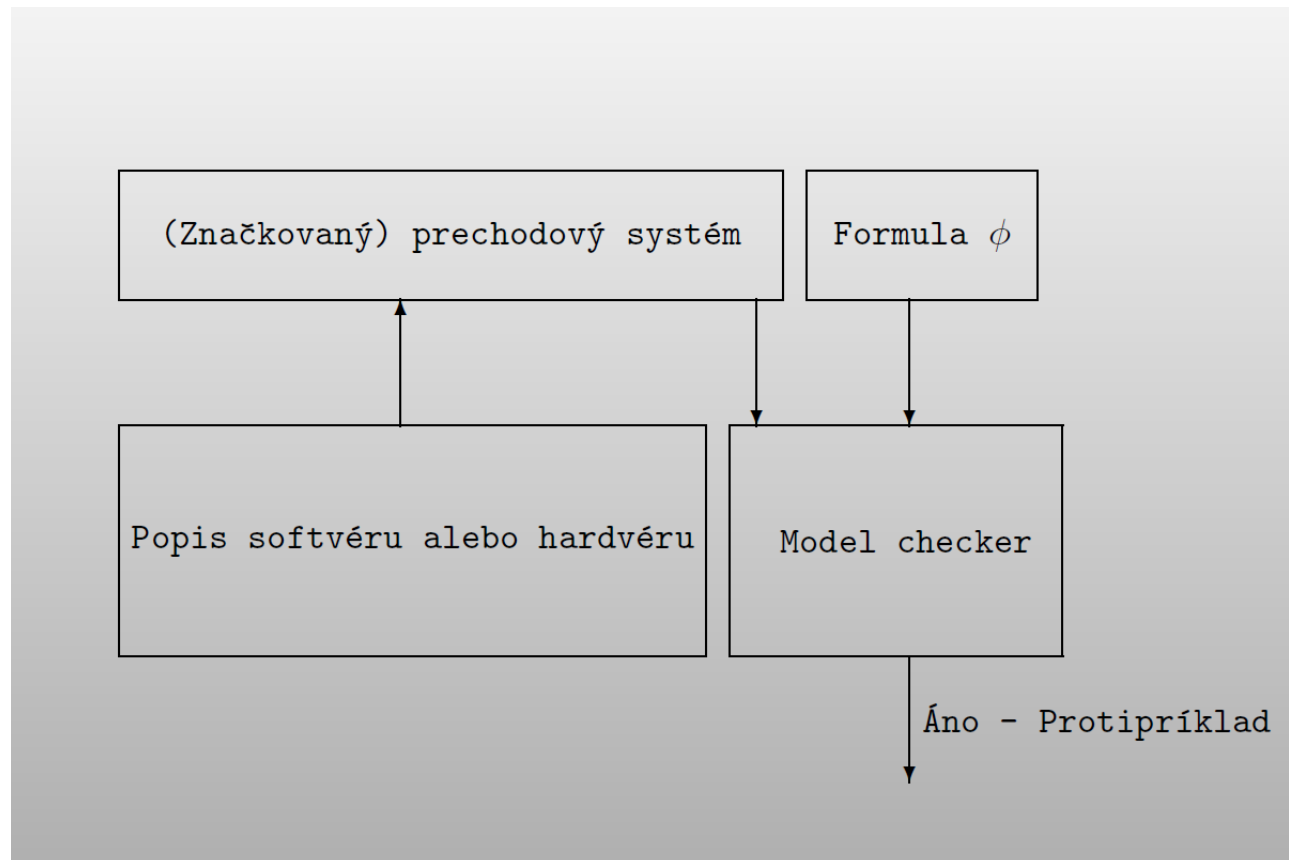 (Značkovaný) prechodový systém
Formula ϕ
Popis softvéru alebo hardvéru
Model checker
Áno - Protipríklad